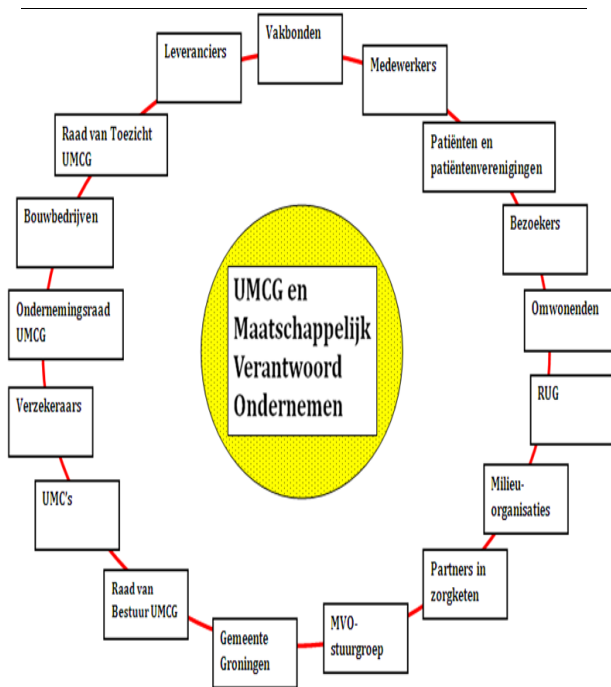 Vakbonden
Medewerkers
Patiënten en
patiëntenverenigingen
Bezoekers
Omwonenden
RUG
Milieu-
organisaties
Partners in
zorgketen
MVO-
stuurgroep
Gemeente
Groningen
Raad van
Bestuur UMCG
UMC's
Verzekeraars
Ondernemingsraad
UMCG
Bouwbedrijven
Raad van Toezicht
UMCG
Leveranciers
UMCG en
Maatschappelijk
Verantwoord
Ondernemen